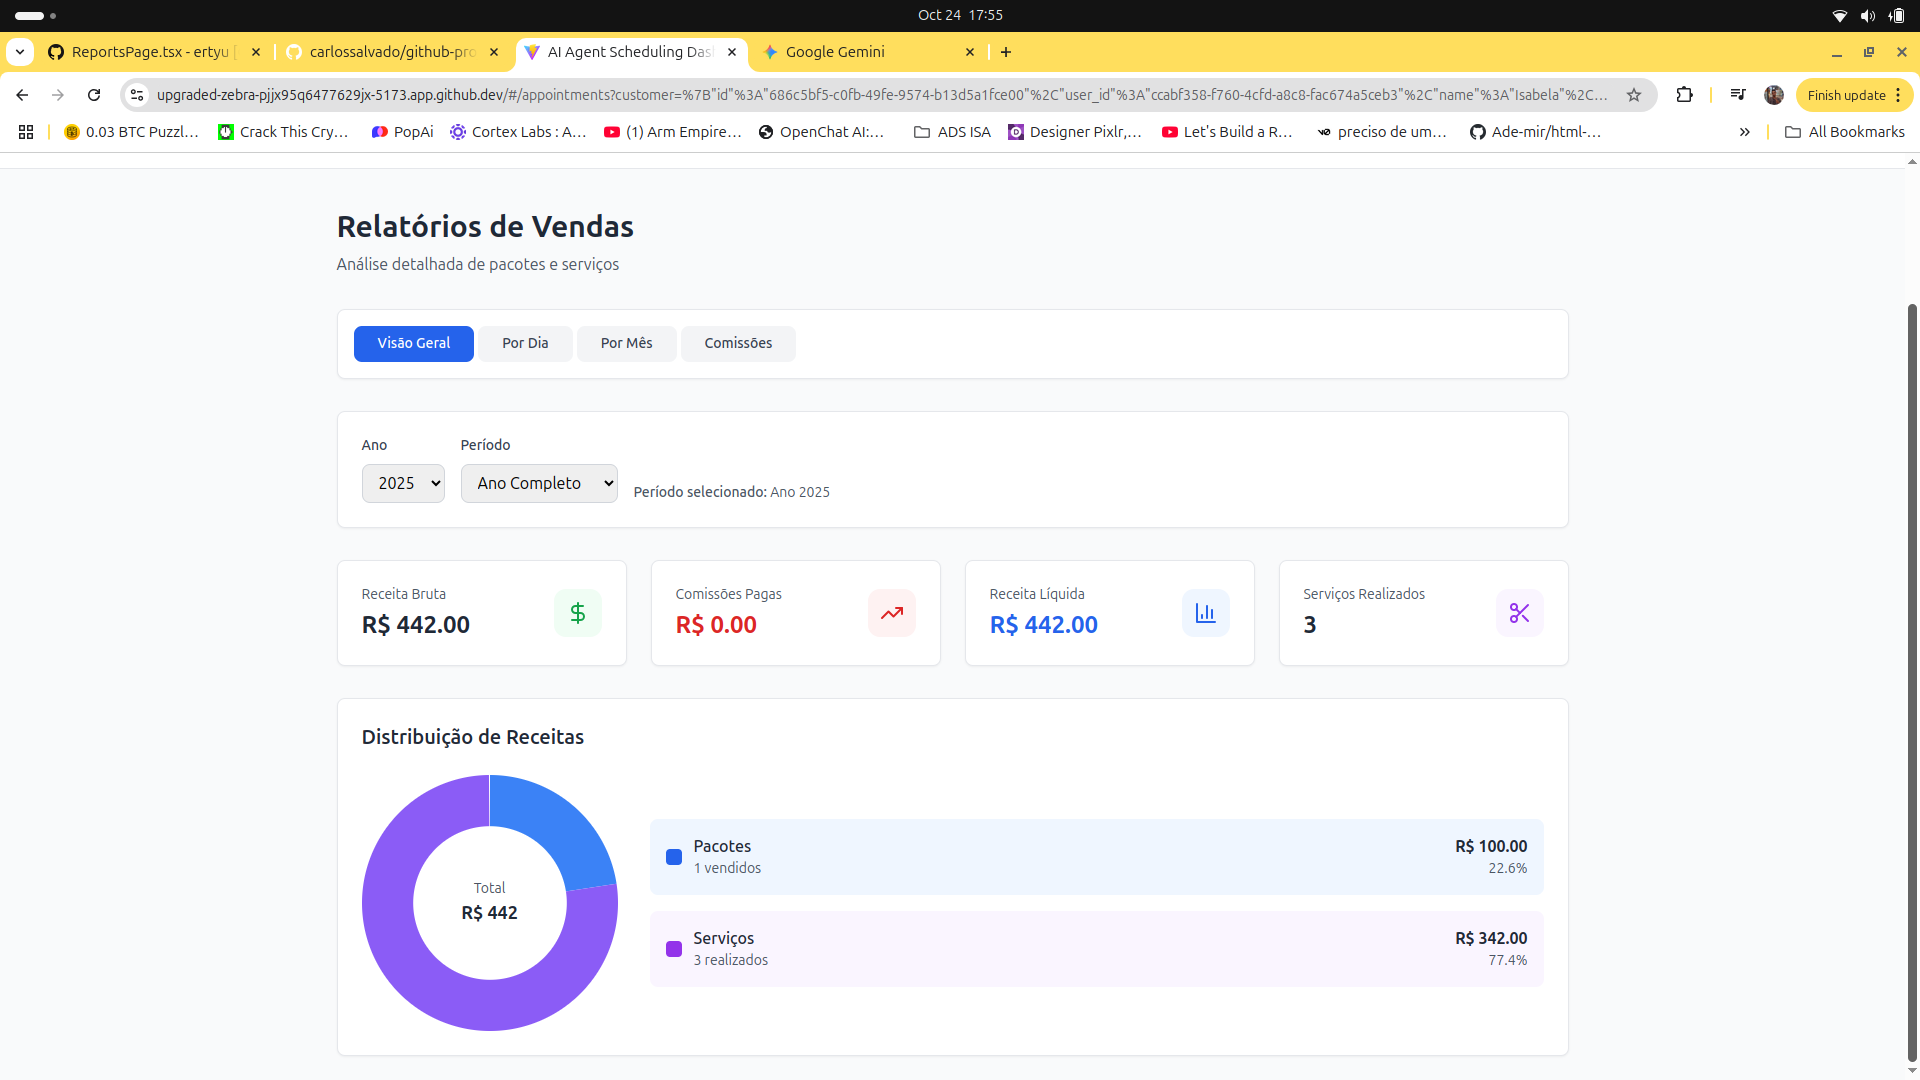 Oct 24 17:55
ReportsPage.tsx - ertyu [
carlossalvado/github-pro
AI Agent Scheduling Das
Google Gemini
upgraded-zebra-pjjx95q6477629jx-5173.app.github.dev/#/appointments?customer=%7B"id"%3A"686c5bf5-c0fb-49fe-9574-b13d5a1fce00"%2C"user_id"%3A"ccabf358-f760-4cfd-a8c8-fac674a5ceb3"%2C"name"%3A"Isabela"%2C...
Finish update
0.03 BTC Puzzl...
Crack This Cry...
PopAi
Cortex Labs : A...
(1) Arm Empire...
OpenChat AI:...
ADS ISA
Designer Pixlr,...
Let's Build a R...
preciso de um...
Ade-mir/html-...
All Bookmarks
Relatórios de Vendas
Análise detalhada de pacotes e serviços
Visão Geral
Por Dia
Por Mês
Comissões
Ano
Período
2025
Ano Completo
Período selecionado: Ano 2025
Receita Bruta
R$ 442.00
Comissões Pagas
R$ 0.00
Receita Líquida
R$ 442.00
Serviços Realizados
3
Distribuição de Receitas
Total
R$ 442
Pacotes
1 vendidos
R$ 100.00
22.6%
Serviços
3 realizados
R$ 342.00
77.4%